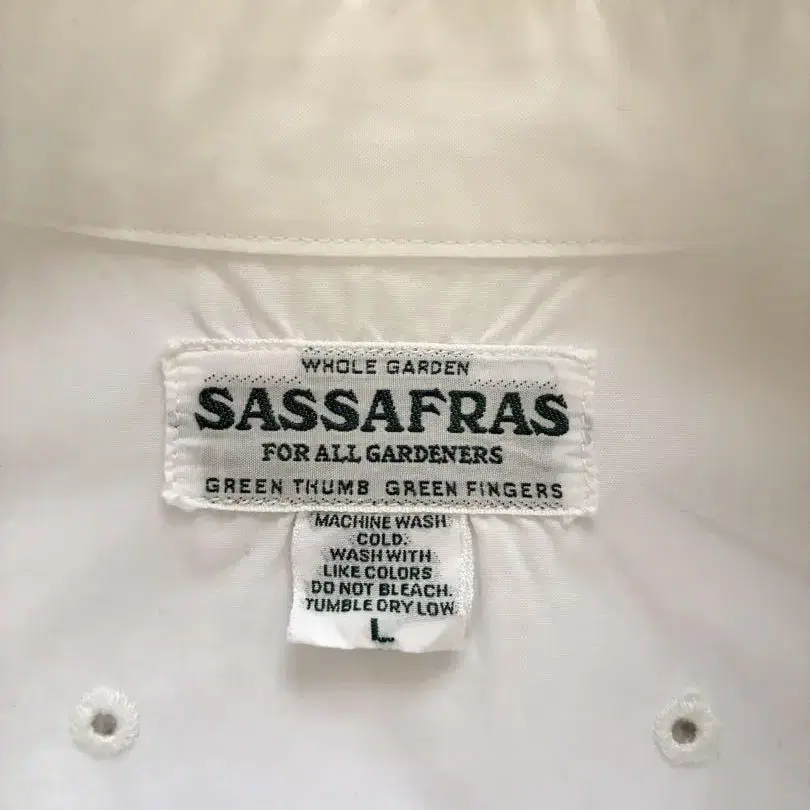 WHOLE GARDEN
SASSAFRAS
FOR ALL GARDENERS
GREEN THUMB GREEN FINGERS
MACHINE WASH
COLD.
WASH WITH
LIKE COLORS
DO NOT BLEACH.
TUMBLE DRY LOW
L